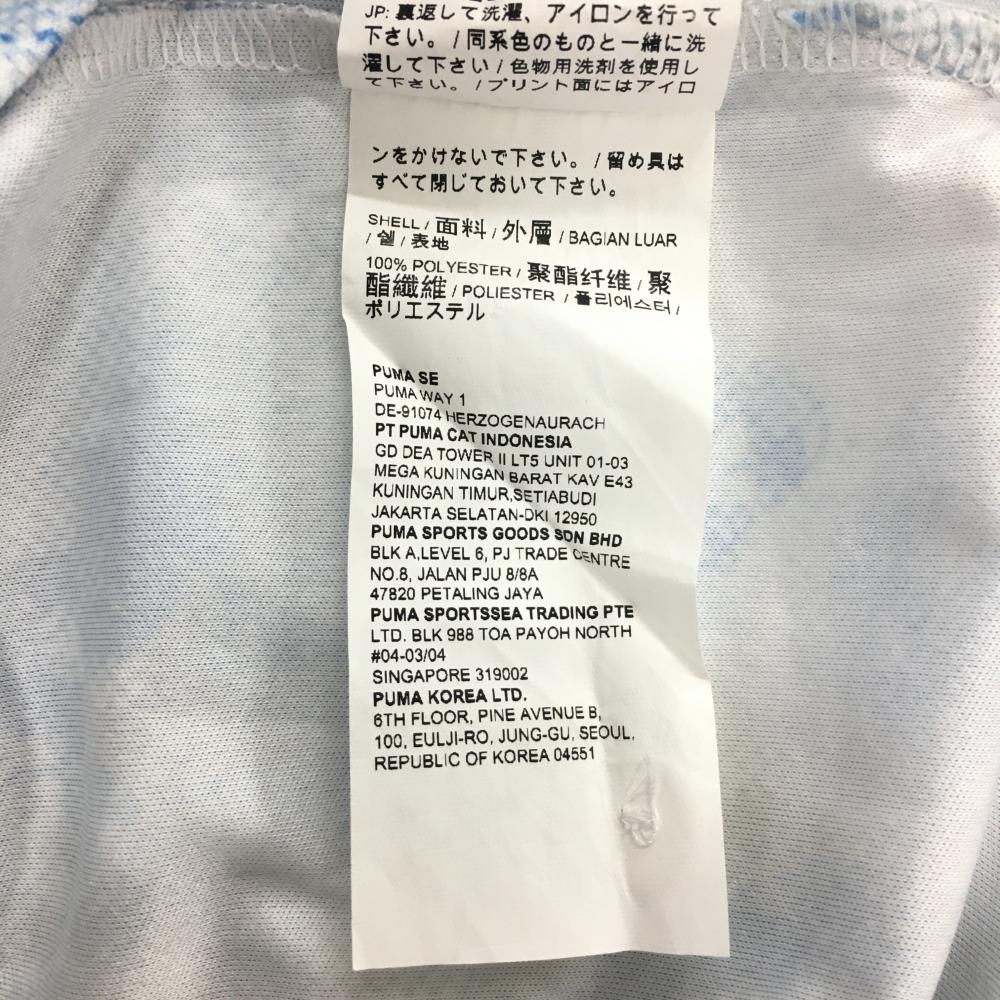 JP: 裏返して洗濯、アイロンを行って
下さい。/ 同系色のものと一緒に洗
濯して下さい / 色物用洗剤を使用し
て下さい。/ プリント面にはアイロ
ンをかけないで下さい。/ 留め具は
すべて閉じておいて下さい。
SHELL / 面料 / 外層 / BAGIAN LUAR
/ 쉘 / 表地
100% POLYESTER / 聚酯纤维 / 聚
酯纖維 / POLIESTER / 폴리에스터 /
ポリエステル
PUMA SE
PUMA WAY 1
DE-91074 HERZOGENAURACH
PT PUMA CAT INDONESIA
GD DEA TOWER II LT5 UNIT 01-03
MEGA KUNINGAN BARAT KAV E43
KUNINGAN TIMUR,SETIABUDI
JAKARTA SELATAN-DKI 12950
PUMA SPORTS GOODS SDN BHD
BLK A,LEVEL 6, PJ TRADE CENTRE
NO.8, JALAN PJU 8/8A
47820 PETALING JAYA
PUMA SPORTSSEA TRADING PTE
LTD. BLK 988 TOA PAYOH NORTH
#04-03/04
SINGAPORE 319002
PUMA KOREA LTD.
6TH FLOOR, PINE AVENUE B,
100, EULJI-RO, JUNG-GU, SEOUL,
REPUBLIC OF KOREA 04551